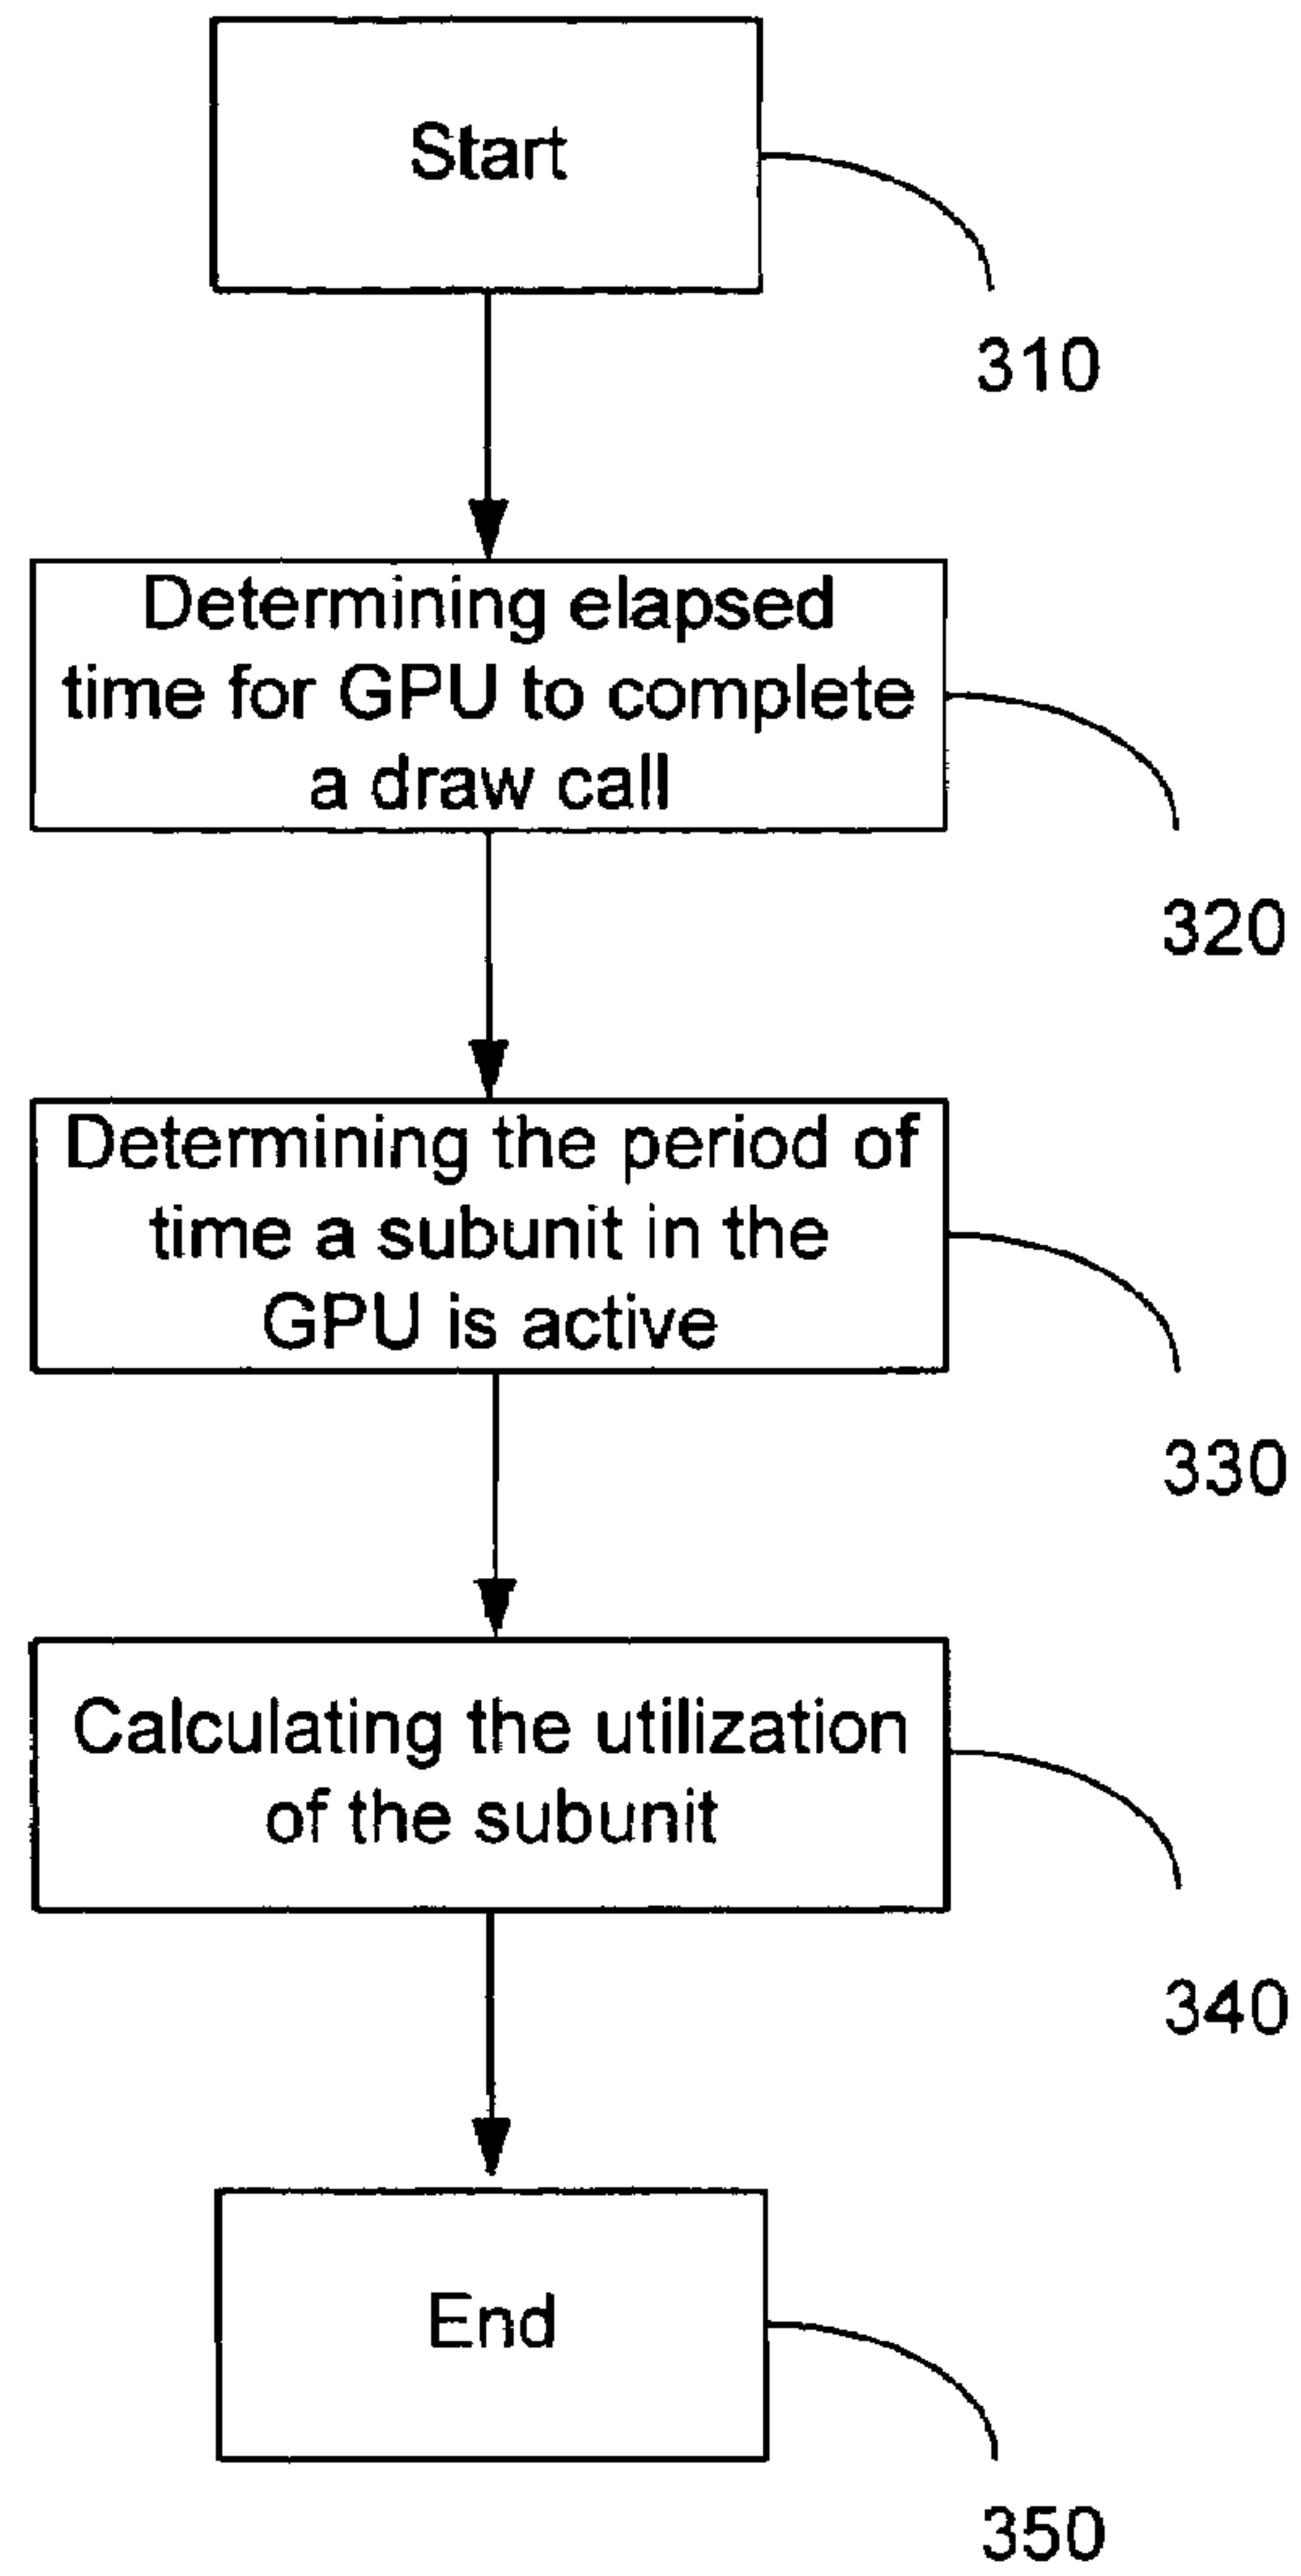 Start
310
Determining elapsed
time for GPU to complete
a draw call
320
Determining the period of
time a subunit in the
GPU is active
330
Calculating the utilization
of the subunit
340
End
350